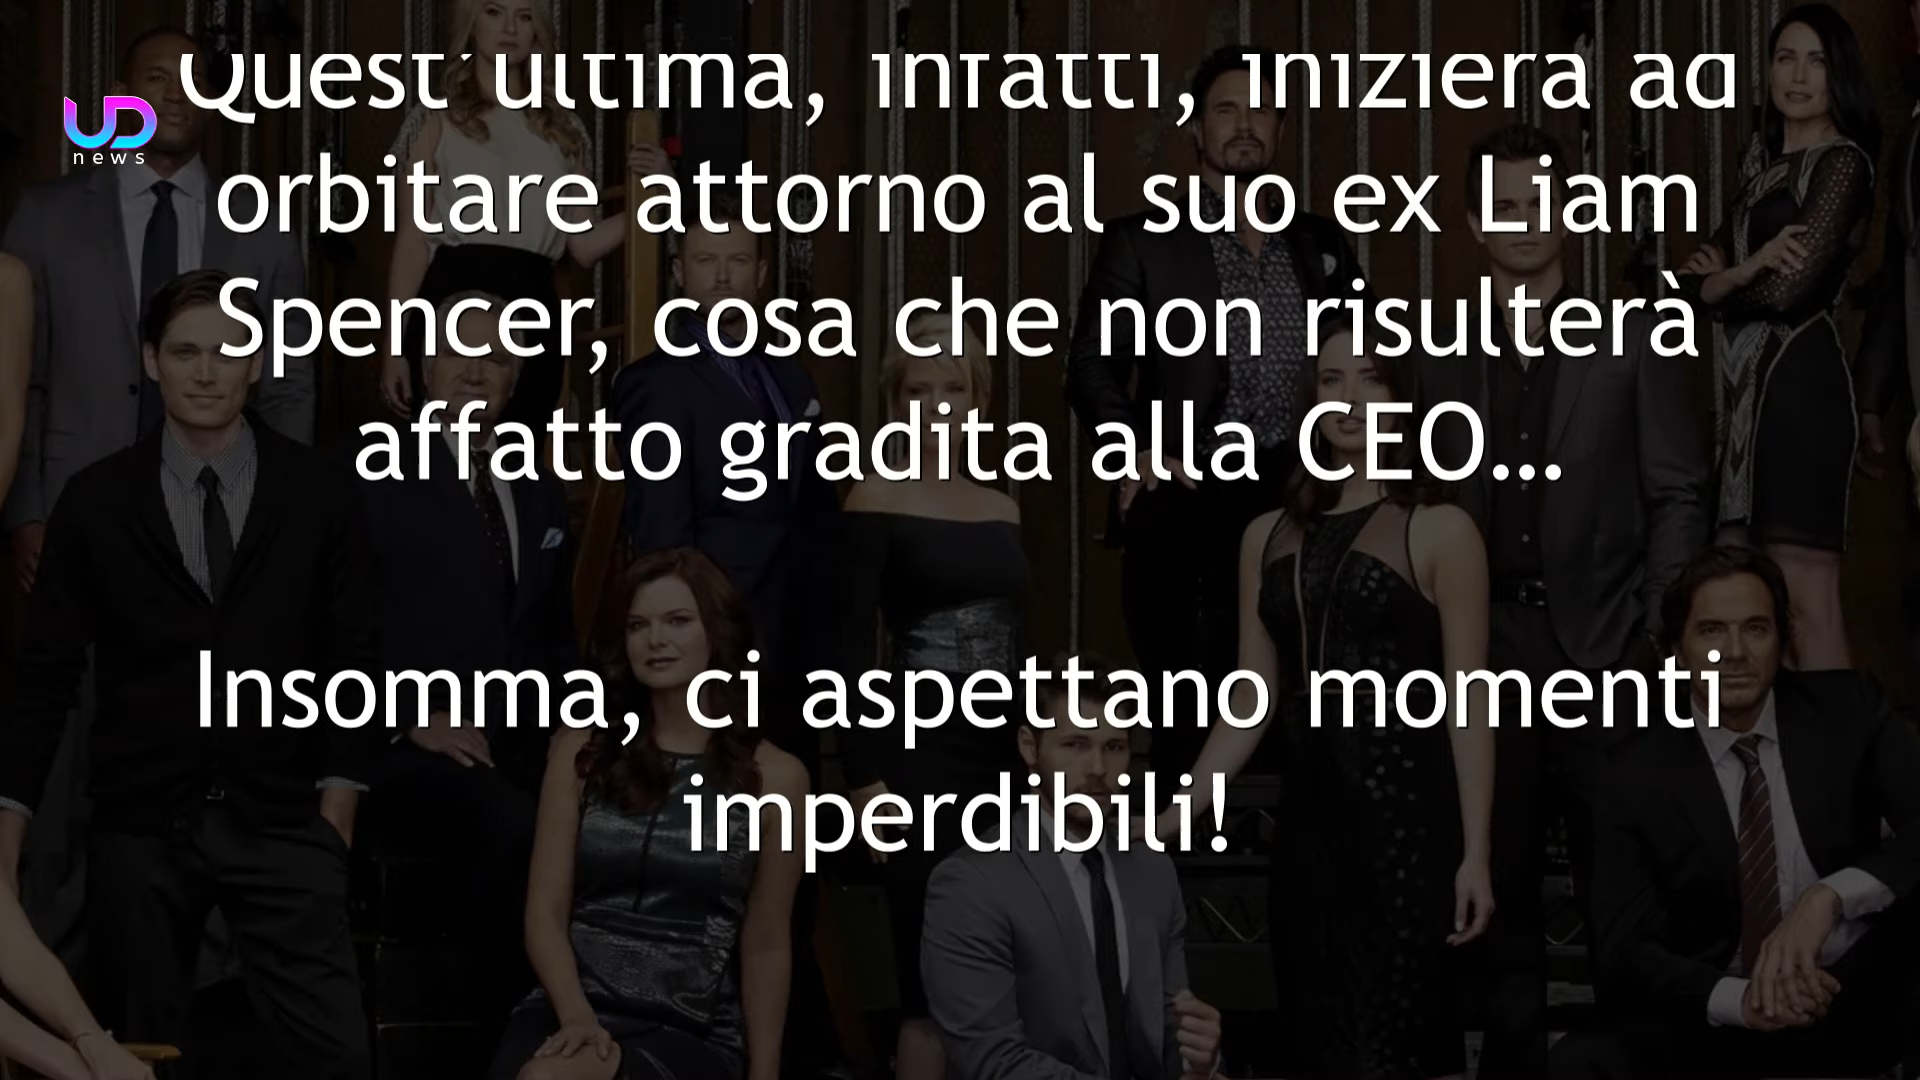 UD
news
Quest'ultima, infatti, inizierà ad
orbitare attorno al suo ex Liam
Spencer, cosa che non risulterà
affatto gradita alla CEO...
Insomma, ci aspettano momenti
imperdibili!